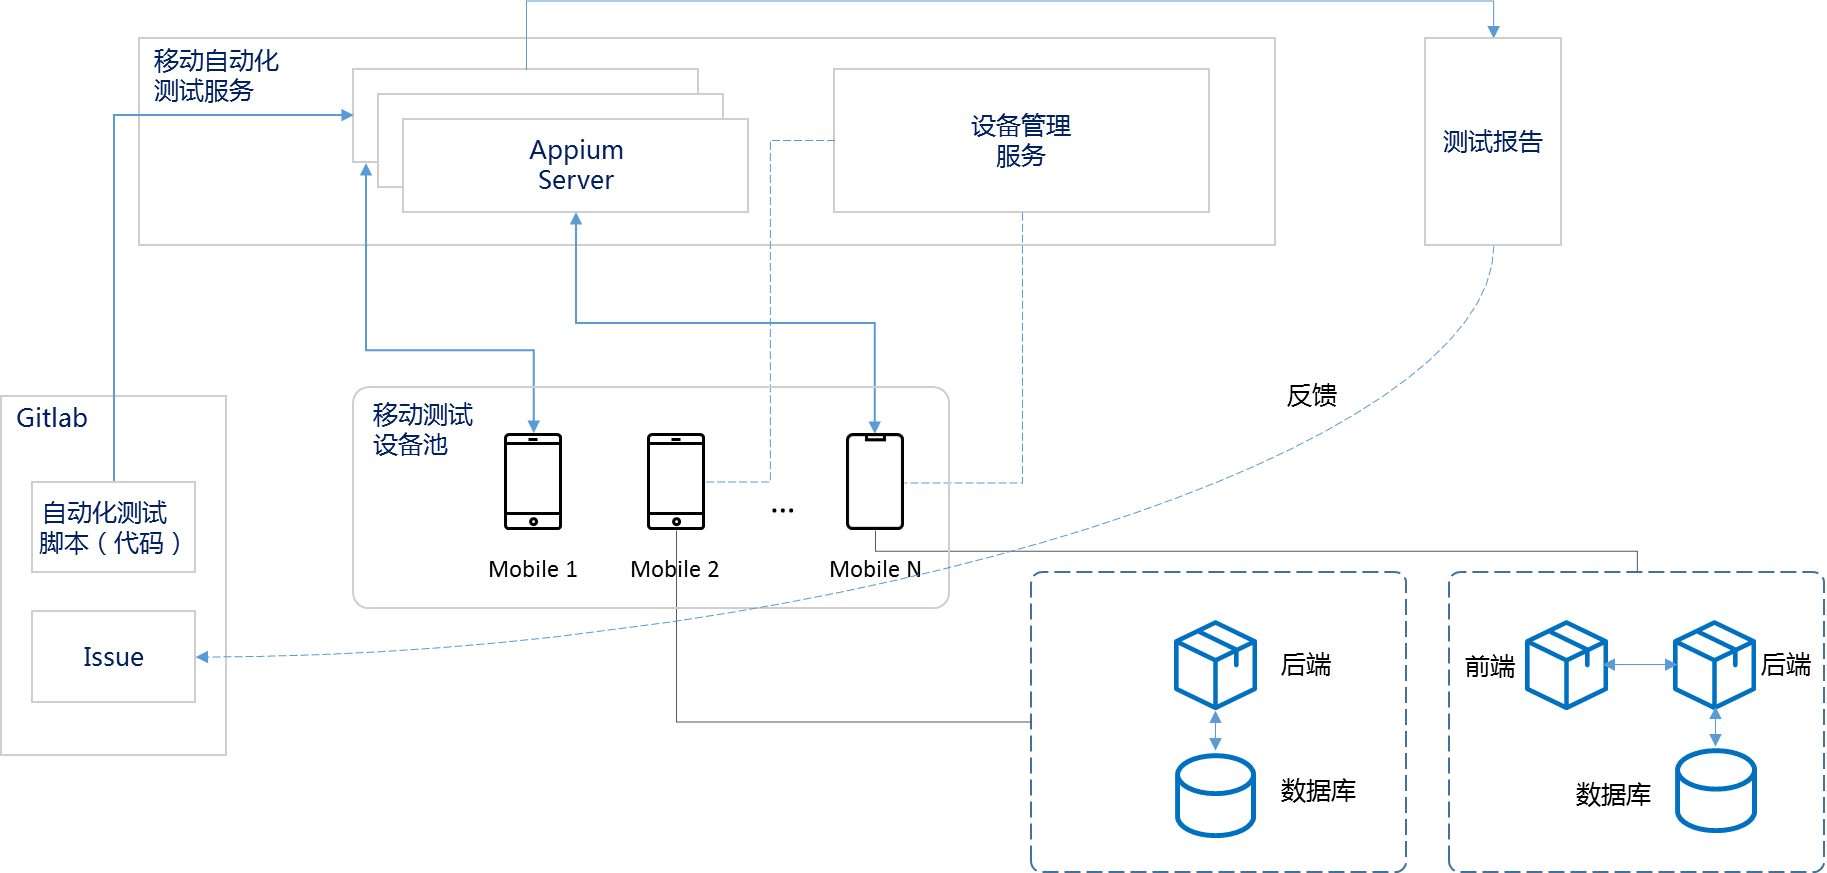 移动自动化
测试服务
Appium
Server
设备管理
服务
测试报告
反馈
Gitlab
自动化测试
脚本（代码）
Issue
移动测试
设备池
...
Mobile 1
Mobile 2
Mobile N
后端
数据库
前端
后端
数据库